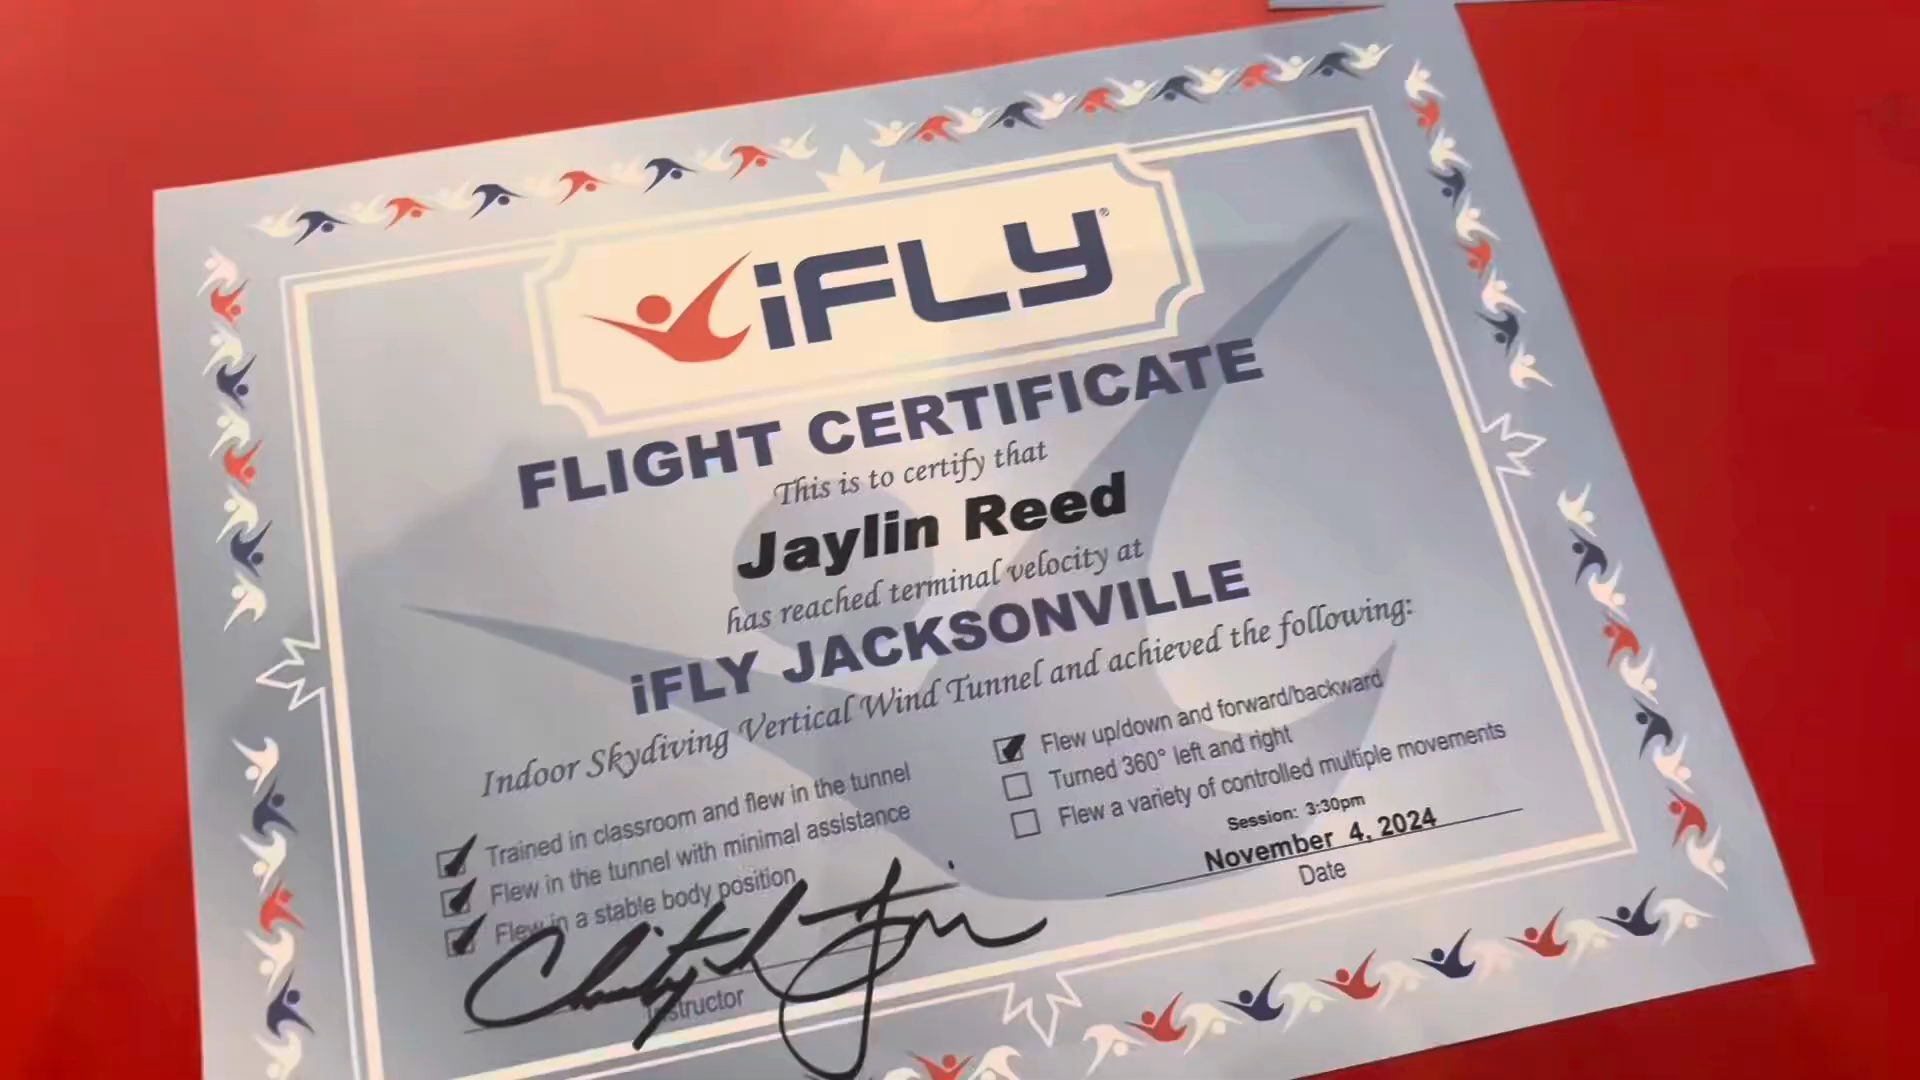 iFLY®
FLIGHT CERTIFICATE
This is to certify that
Jaylin Reed
has reached terminal velocity at
iFLY JACKSONVILLE
Indoor Skydiving Vertical Wind Tunnel and achieved the following:
Trained in classroom and flew in the tunnel
Flew in the tunnel with minimal assistance
Flew in a stable body position
Flew up/down and forward/backward
Turned 360° left and right
Flew a variety of controlled multiple movements
Session: 3:30pm
November 4, 2024
Date
Instructor